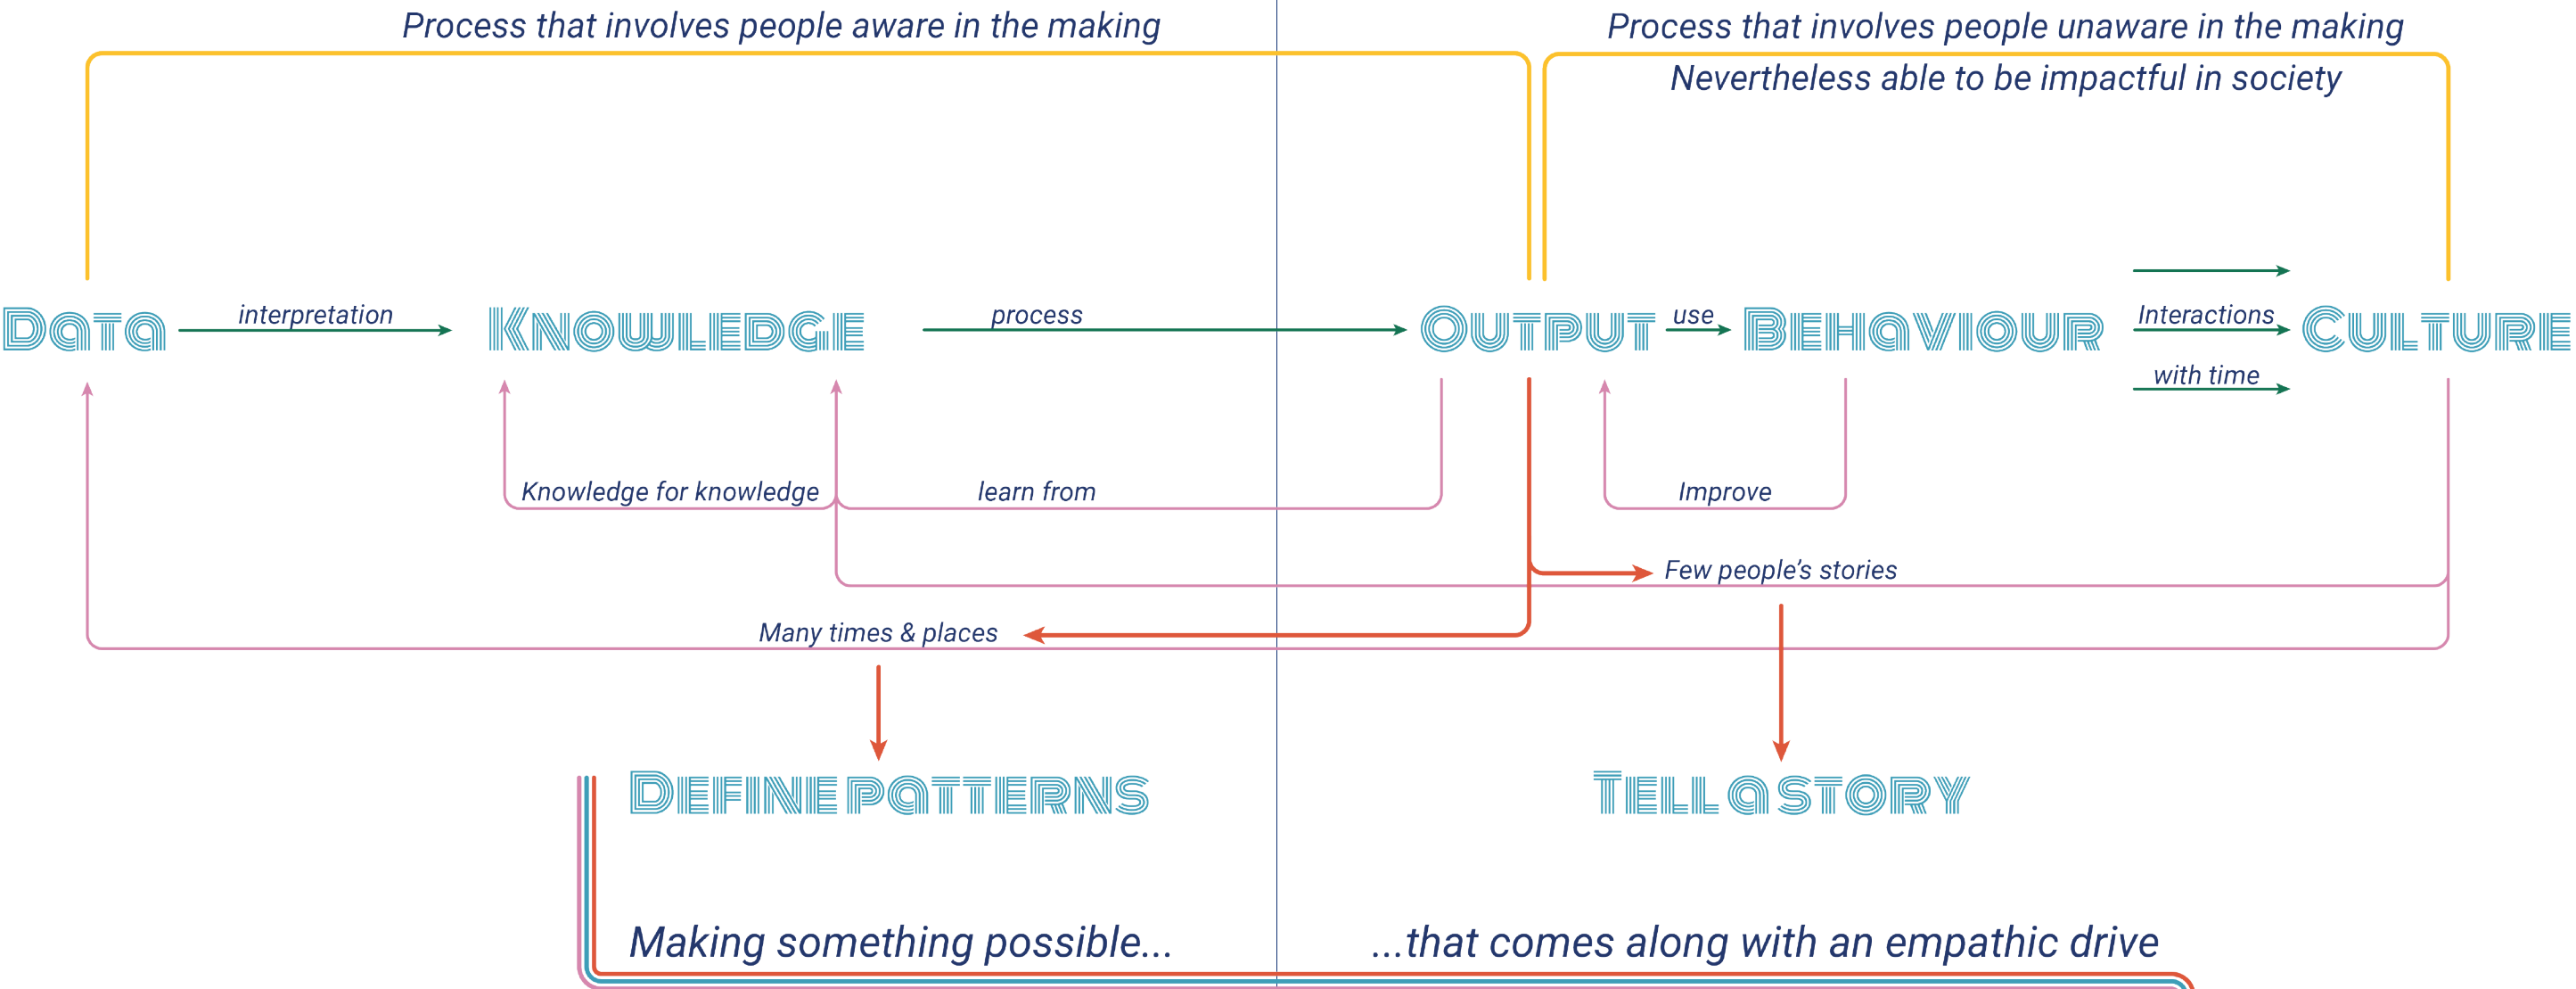 Process that involves people aware in the making
Process that involves people unaware in the making
Nevertheless able to be impactful in society
Data
interpretation
Knowledge
process
Output
use
Behaviour
Interactions
with time
Culture
Knowledge for knowledge
learn from
Improve
Few people's stories
Many times & places
Define patterns
Tell a story
Making something possible...
...that comes along with an empathic drive